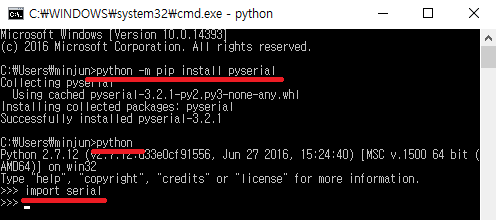 C:₩WINDOWS₩system32₩cmd.exe - python
Microsoft Windows [Version 10.0.14393]
(c) 2016 Microsoft Corporation. All rights reserved.
C:₩Users₩minjun>python -m pip install pyserial
Collecting pyserial
Using cached pyserial-3.2.1-py2.py3-none-any.whl
Installing collected packages: pyserial
Successfully installed pyserial-3.2.1
C:₩Users₩minjun>python
Python 2.7.12 (v2.7.12:d33e0cf91556, Jun 27 2016, 15:24:40) [MSC v.1500 64 bit (
AMD64)] on win32
Type "help", "copyright", "credits" or "license" for more information.
>>> import serial
>>>